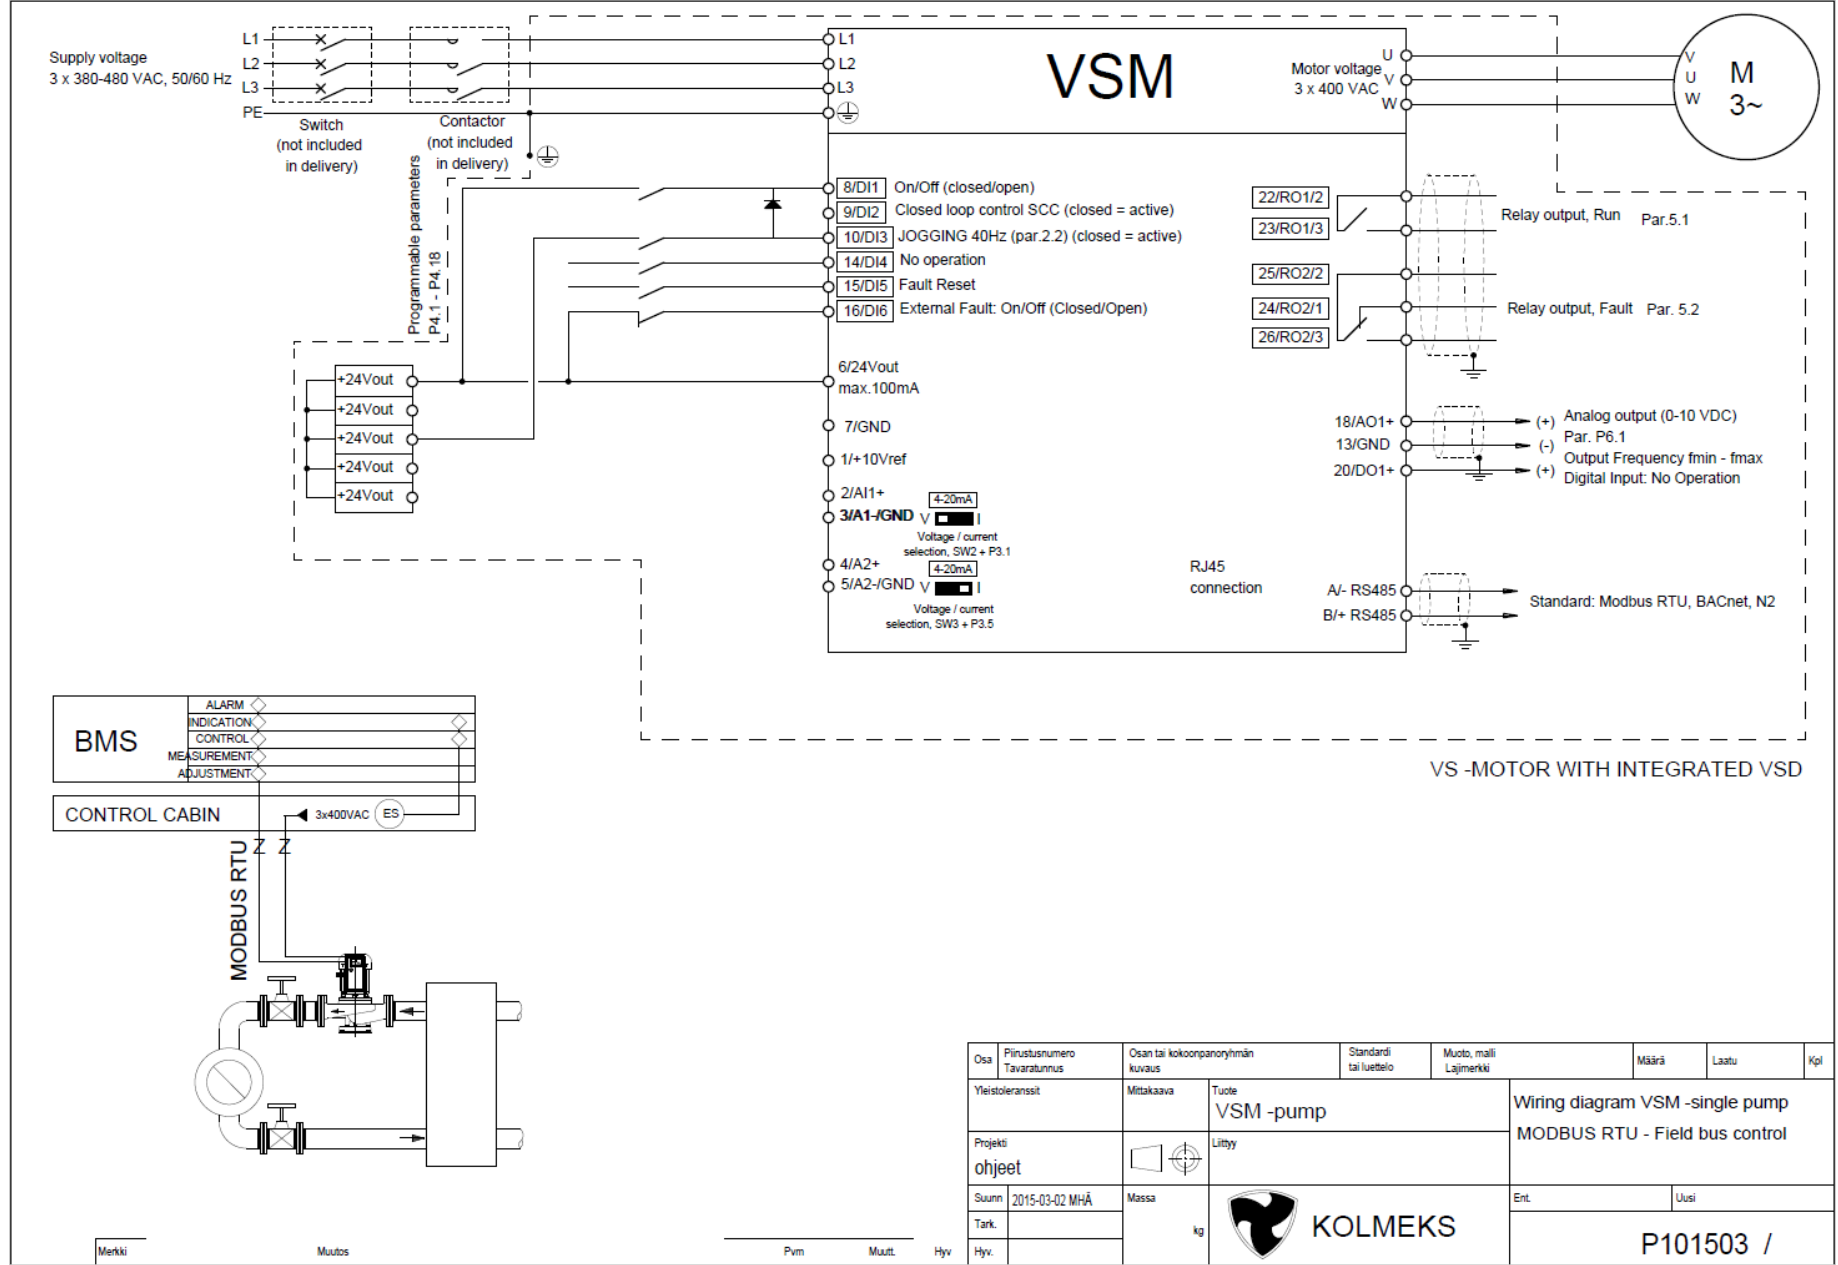 Supply voltage
3 x 380-480 VAC, 50/60 Hz
L1
L2
L3
PE
Switch
(not included
in delivery)
Contactor
(not included
in delivery)
Programmable parameters
P4.1 - P4.18
L1
L2
L3
VSM
Motor voltage
3 x 400 VAC
U
V
W
V
U
W
M
3~
8/DI1 On/Off (closed/open)
9/DI2 Closed loop control SCC (closed = active)
10/DI3 JOGGING 40Hz (par.2.2) (closed = active)
14/DI4 No operation
15/DI5 Fault Reset
16/DI6 External Fault: On/Off (Closed/Open)
6/24Vout
max.100mA
7/GND
1/+10Vref
2/AI1+
3/A1-/GND
4-20mA
V I
Voltage / current
selection, SW2 + P3.1
4/A2+
5/A2-/GND
4-20mA
V I
Voltage / current
selection, SW3 + P3.5
+24Vout
+24Vout
+24Vout
+24Vout
+24Vout
22/RO1/2
23/RO1/3
Relay output, Run Par.5.1
25/RO2/2
24/RO2/1
26/RO2/3
Relay output, Fault Par. 5.2
18/AO1+
13/GND
20/DO1+
(+)
(-)
(+)
Analog output (0-10 VDC)
Par. P6.1
Output Frequency fmin - fmax
Digital Input: No Operation
RJ45
connection
A/- RS485
B/+ RS485
Standard: Modbus RTU, BACnet, N2
VS -MOTOR WITH INTEGRATED VSD
BMS
ALARM
INDICATION
CONTROL
MEASUREMENT
ADJUSTMENT
CONTROL CABIN
3x400VAC
ES
Z Z
MODBUS RTU
Osa
Piirustusnumero
Tavaratunnus
Osan tai kokoonpanoryhmän
kuvaus
Standardi
tai luettelo
Muoto, malli
Lajimerkki
Määrä
Laatu
Kpl
Yleistoleranssit
Mittakaava
Tuote
VSM -pump
Wiring diagram VSM -single pump
MODBUS RTU - Field bus control
Projekti
ohjeet
Liittyy
Suunn 2015-03-02 MHÄ
Tark.
Hyv.
Massa
kg
KOLMEKS
Ent.
Uusi
P101503 /
Merkki
Muutos
Pvm
Muutt.
Hyv